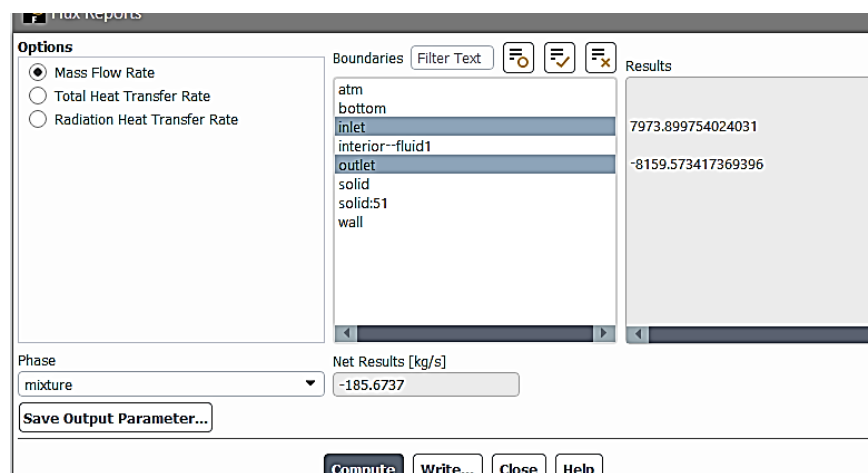 Flux Reports
Options
Mass Flow Rate
Total Heat Transfer Rate
Radiation Heat Transfer Rate
Boundaries Filter Text
atm
bottom
inlet
interior--fluid1
outlet
solid
solid:51
wall
Results
7973.899754024031
-8159.573417369396
Phase
mixture
Net Results [kg/s]
-185.6737
Save Output Parameter...
Compute Write... Close Help